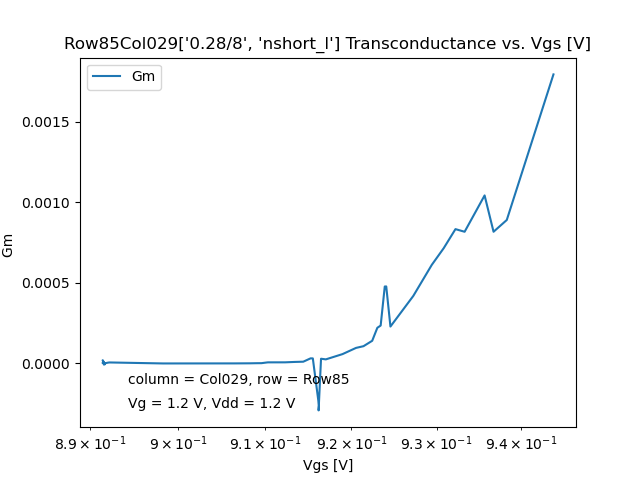 Row85Col029['0.28/8', 'nshort_l'] Transconductance vs. Vgs [V]
Gm
0.0015
0.0010
Gm
0.0005
0.0000
column = Col029, row = Row85
Vg = 1.2 V, Vdd = 1.2 V
8.9 × 10⁻¹ 9 × 10⁻¹ 9.1 × 10⁻¹ 9.2 × 10⁻¹ 9.3 × 10⁻¹ 9.4 × 10⁻¹
Vgs [V]